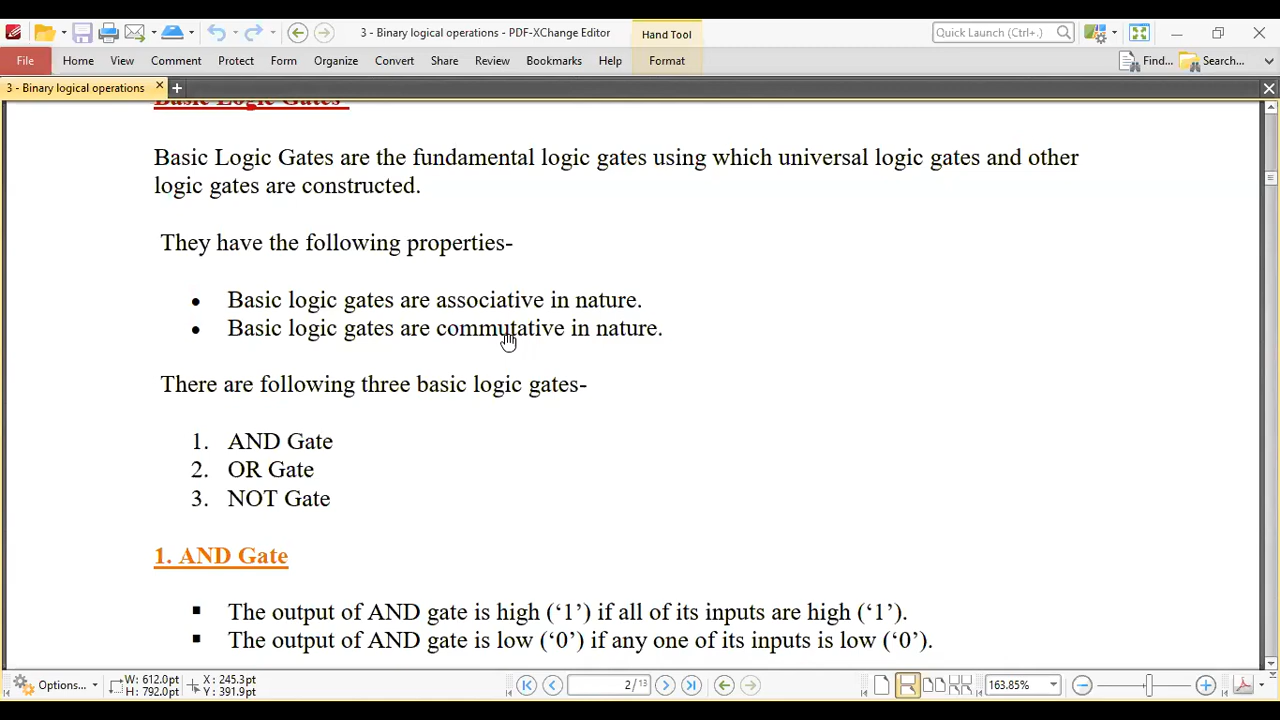 3 - Binary logical operations - PDF-XChange Editor
Hand Tool
Quick Launch (Ctrl+.)
File Home View Comment Protect Form Organize Convert Share Review Bookmarks Help Format Find... Search...
3 - Binary logical operations
Basic Logic Gates
Basic Logic Gates are the fundamental logic gates using which universal logic gates and other
logic gates are constructed.
They have the following properties-
• Basic logic gates are associative in nature.
• Basic logic gates are commutative in nature.
There are following three basic logic gates-
1. AND Gate
2. OR Gate
3. NOT Gate
1. AND Gate
▪ The output of AND gate is high (‘1’) if all of its inputs are high (‘1’).
▪ The output of AND gate is low (‘0’) if any one of its inputs is low (‘0’).
Options... W: 612.0pt X: 245.3pt
H: 792.0pt Y: 391.9pt
2 / 13
163.85%